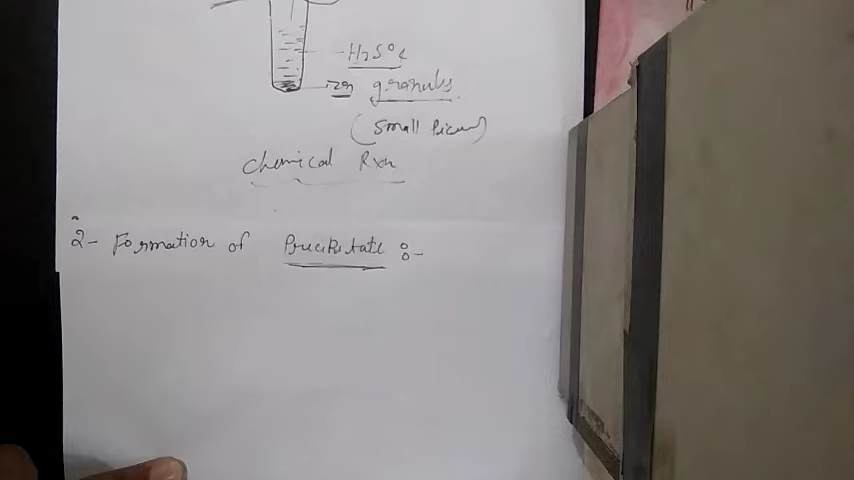 H2SO4
Zn granules
(Small Pieces)
Chemical Rxn
2- Formation of Precipitate :-